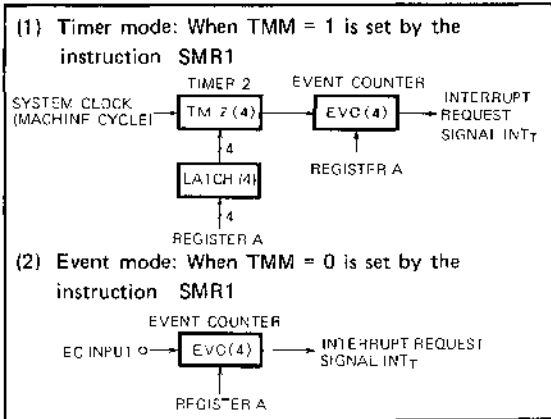 (1) Timer mode: When TMM = 1 is set by the
instruction SMR1
TIMER 2
EVENT COUNTER
SYSTEM CLOCK
(MACHINE CYCLE)
TM 2 (4)
EVC (4)
INTERRUPT
REQUEST
SIGNAL INTT
4
REGISTER A
LATCH (4)
4
REGISTER A
(2) Event mode: When TMM = 0 is set by the
instruction SMR1
EVENT COUNTER
EC INPUT
EVC (4)
INTERRUPT REQUEST
SIGNAL INTT
REGISTER A